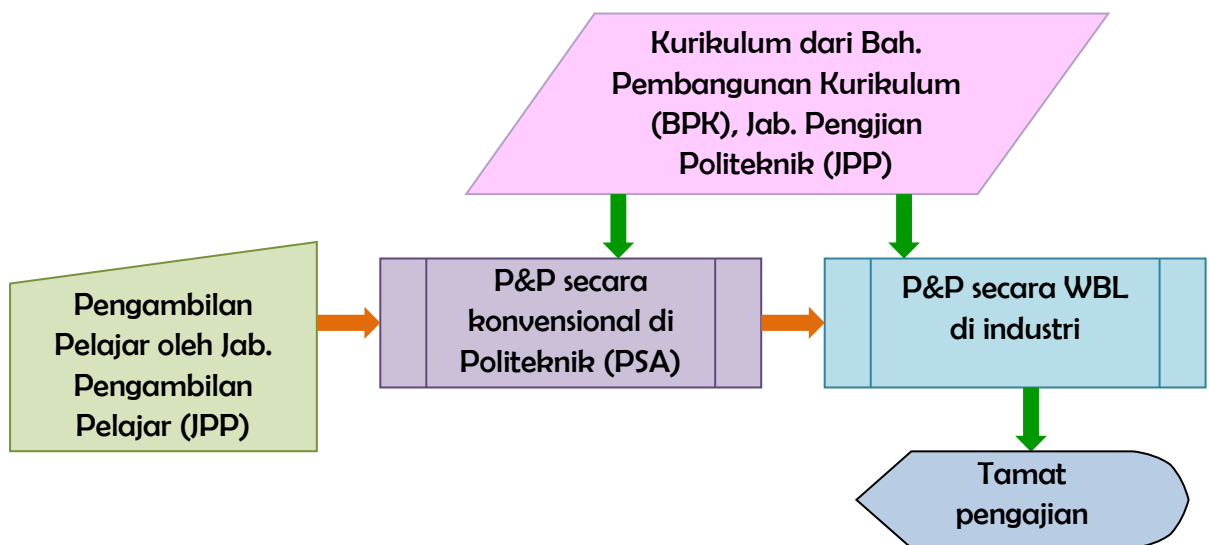 Kurikulum dari Bah.
Pembangunan Kurikulum
(BPK), Jab. Pengjian
Politeknik (JPP)
Pengambilan
Pelajar oleh Jab.
Pengambilan
Pelajar (JPP)
P&P secara
konvensional di
Politeknik (PSA)
P&P secara WBL
di industri
Tamat
pengajian